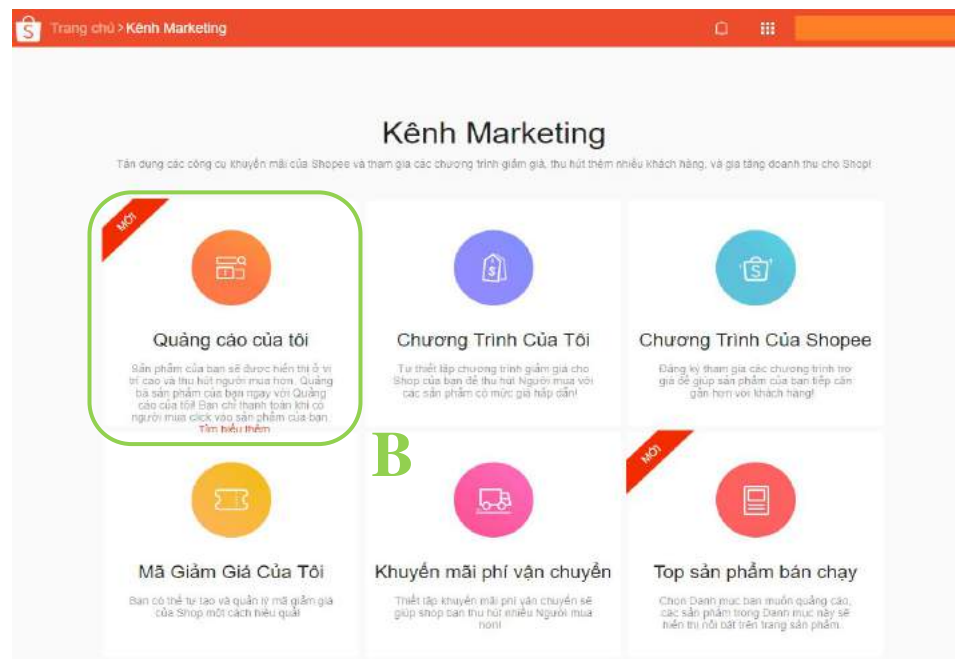 Trang chủ > Kênh Marketing
Kênh Marketing
Tận dụng các công cụ khuyến mãi của Shopee và tham gia các chương trình giảm giá, thu hút thêm nhiều khách hàng, và gia tăng doanh thu cho Shop!
MỚI
Quảng cáo của tôi
Sản phẩm của bạn sẽ được hiển thị ở vị
trí cao và thu hút người mua hơn. Quảng
bá sản phẩm của bạn ngay với Quảng
cáo của tôi! Bạn chỉ thanh toán khi có
người mua click vào sản phẩm của bạn.
Tìm hiểu thêm
Chương Trình Của Tôi
Tự thiết lập chương trình giảm giá cho
Shop của bạn để thu hút Người mua với
các sản phẩm có mức giá hấp dẫn!
Chương Trình Của Shopee
Đăng ký tham gia các chương trình trợ
giá để giúp sản phẩm của bạn tiếp cận
gần hơn với khách hàng!
B
Mã Giảm Giá Của Tôi
Bạn có thể tự tạo và quản lý mã giảm giá
của Shop một cách hiệu quả!
Khuyến mãi phí vận chuyển
Thiết lập khuyến mãi phí vận chuyển sẽ
giúp shop bạn thu hút nhiều Người mua
hơn!
MỚI
Top sản phẩm bán chạy
Chọn Danh mục bạn muốn quảng cáo,
các sản phẩm trong Danh mục này sẽ
hiển thị nổi bật trên trang sản phẩm.